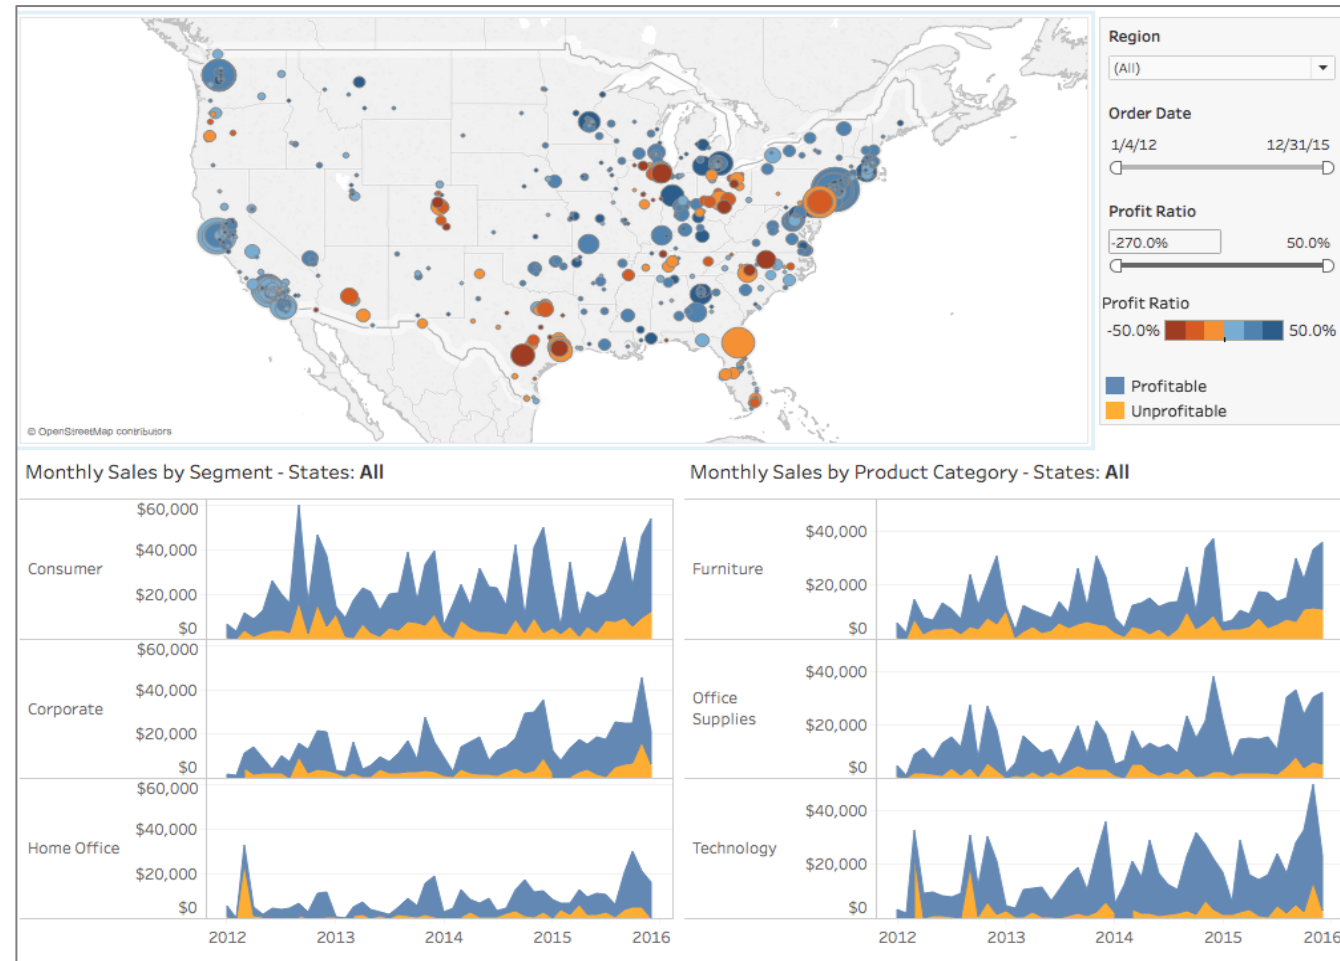 Region
(All)
Order Date
1/4/12 12/31/15
Profit Ratio
-270.0% 50.0%
Profit Ratio
-50.0% 50.0%
Profitable
Unprofitable
© OpenStreetMap contributors
Monthly Sales by Segment - States: All
Consumer
$60,000
$40,000
$20,000
$0
Corporate
$60,000
$40,000
$20,000
$0
Home Office
$60,000
$40,000
$20,000
$0
2012 2013 2014 2015 2016
Monthly Sales by Product Category - States: All
Furniture
$40,000
$20,000
$0
Office
Supplies
$40,000
$20,000
$0
Technology
$40,000
$20,000
$0
2012 2013 2014 2015 2016